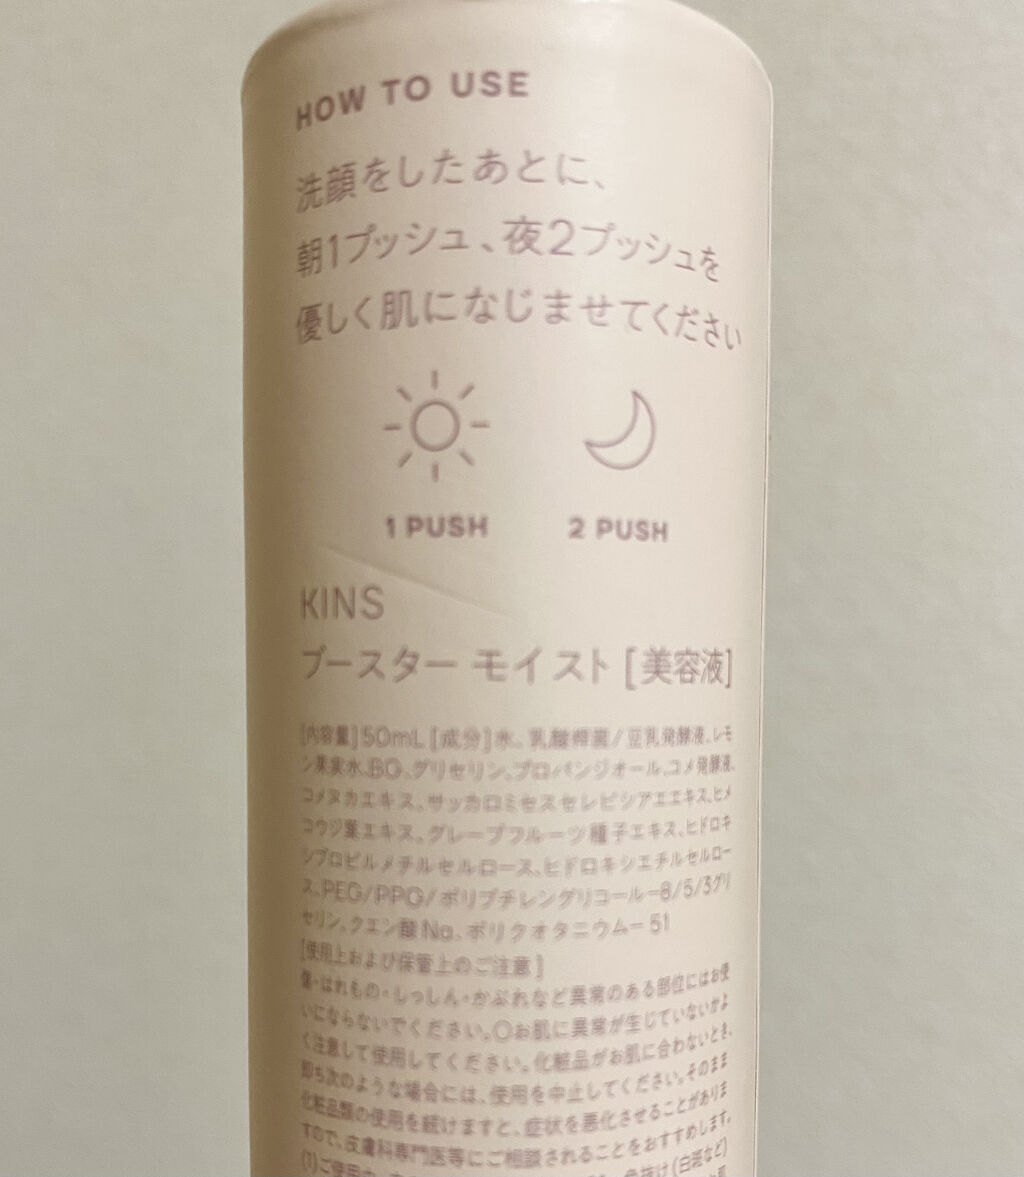 HOW TO USE
洗顔をしたあとに、
朝1プッシュ、夜2プッシュを
優しく肌になじませてください
1 PUSH 2 PUSH
KINS
ブースター モイスト [美容液]
[内容量]50mL [成分]水、乳酸桿菌/豆乳発酵液、レモ
ン果実水、BG、グリセリン、プロパンジオール、コメ発酵液、
コメヌカエキス、サッカロミセスセレビシアエエキス、ヒメ
コウジ葉エキス、グレープフルーツ種子エキス、ヒドロキ
シプロピルメチルセルロース、ヒドロキシエチルセルロー
ス、PEG/PPG/ポリブチレングリコール-8/5/3グリ
セリン、クエン酸Na、ポリクオタニウム-51
[使用上および保管上のご注意]
傷・はれもの・しっしん・かぶれなど異常のある部位にはお使
いにならないでください。〇お肌に異常が生じていないかよ
く注意して使用してください。化粧品がお肌に合わないとき、
即ち次のような場合には、使用を中止してください。そのまま
化粧品類の使用を続けますと、症状を悪化させることがありま
すので、皮膚科専門医等にご相談されることをおすすめします。
(1)ご使用 色抜け(白斑など)